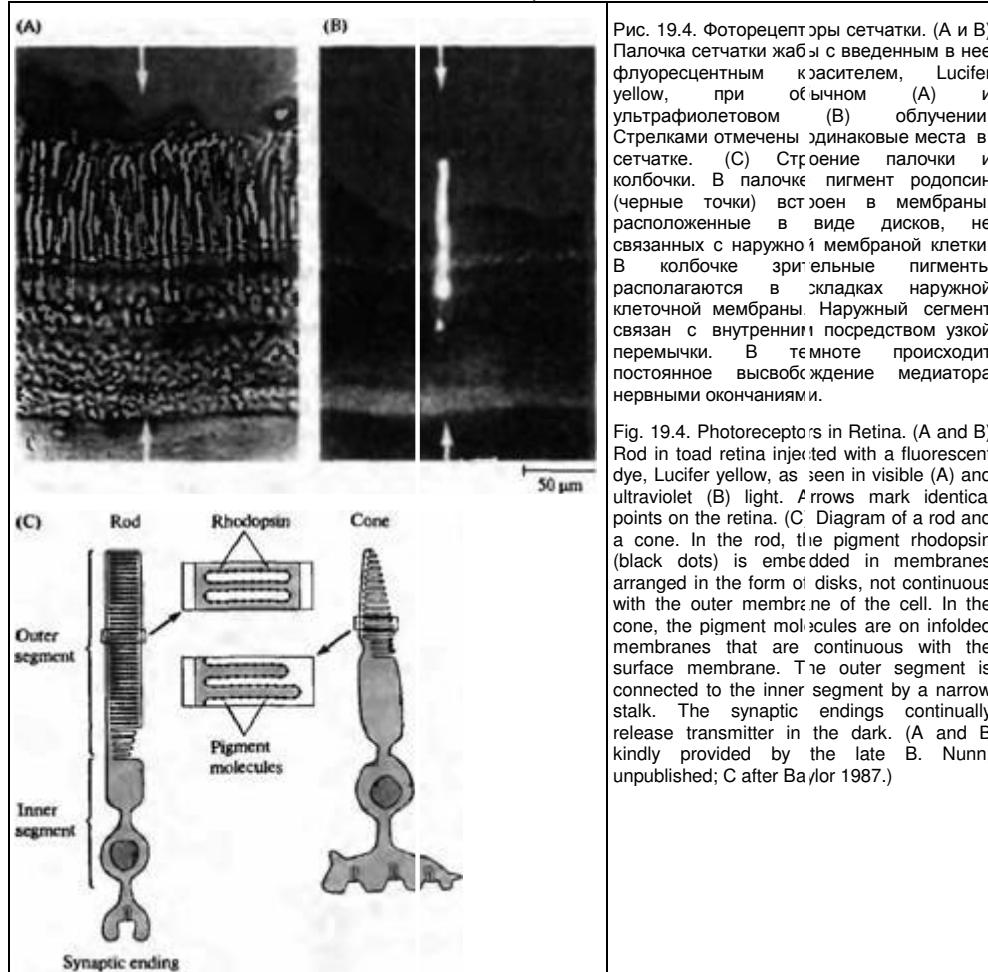 (A)
(B)
50 µm
(C)
Rod
Rhodopsin
Cone
Outer
segment
Pigment
molecules
Inner
segment
Synaptic ending
Рис. 19.4. Фоторецепторы сетчатки. (А и В)
Палочка сетчатки жабы с введенным в нее
флуоресцентным красителем, Lucifer
yellow, при обычном (А) и
ультрафиолетовом (В) облучении
Стрелками отмечены одинаковые места в
сетчатке. (С) Строение палочки и
колбочки. В палочке пигмент родопсин
(черные точки) встроен в мембраны
расположенные в виде дисков, не
связанных с наружной мембраной клетки
В колбочке зрительные пигменты
располагаются в складках наружной
клеточной мембраны. Наружный сегмент
связан с внутренним посредством узкой
перемычки. В темноте происходит
постоянное высвобождение медиатора
нервными окончаниями.
Fig. 19.4. Photoreceptors in Retina. (A and B)
Rod in toad retina injected with a fluorescent
dye, Lucifer yellow, as seen in visible (A) and
ultraviolet (B) light. Arrows mark identica
points on the retina. (C) Diagram of a rod and
a cone. In the rod, the pigment rhodopsin
(black dots) is embedded in membranes
arranged in the form of disks, not continuous
with the outer membrane of the cell. In the
cone, the pigment molecules are on infolded
membranes that are continuous with the
surface membrane. The outer segment is
connected to the inner segment by a narrow
stalk. The synaptic endings continually
release transmitter in the dark. (A and B
kindly provided by the late B. Nunn
unpublished; C after Baylor 1987.)